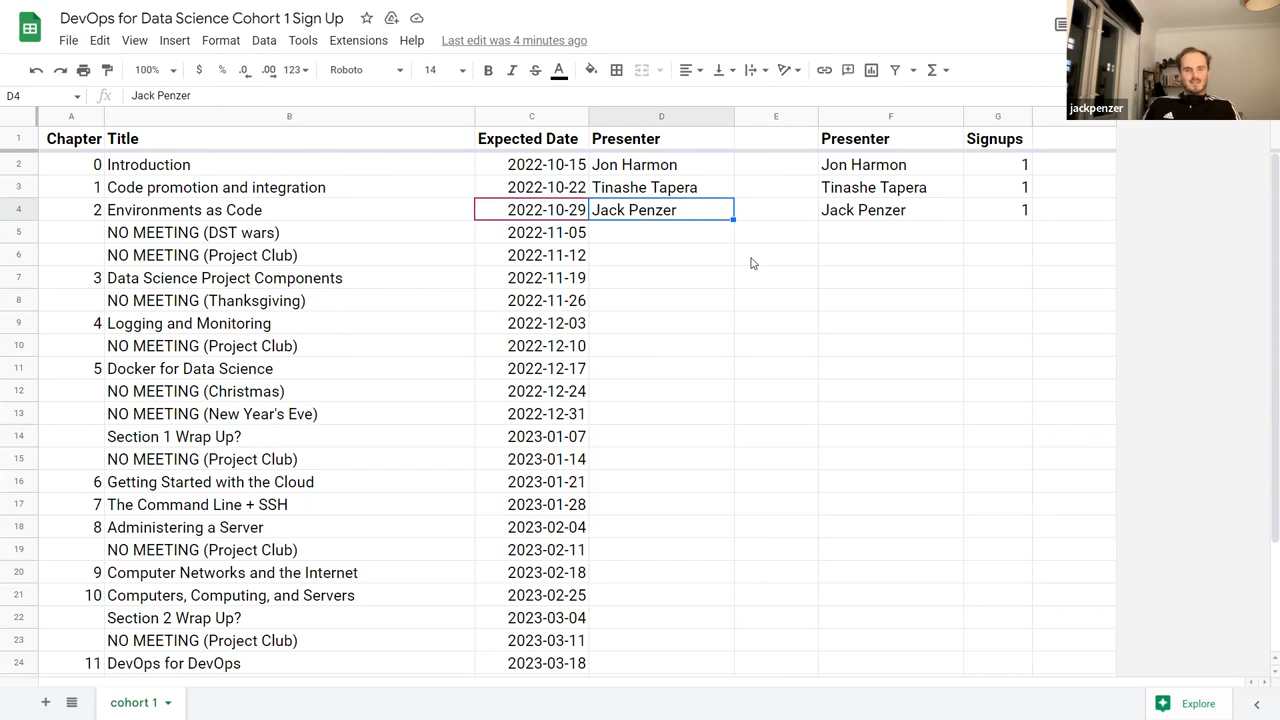 DevOps for Data Science Cohort 1 Sign Up
File Edit View Insert Format Data Tools Extensions Help Last edit was 4 minutes ago
100% $ % .0 .00 123 Roboto 14 B I S A
D4 fx Jack Penzer
jackpenzer
A B C D E F G
1 Chapter Title Expected Date Presenter Presenter Signups
2 0 Introduction 2022-10-15 Jon Harmon Jon Harmon 1
3 1 Code promotion and integration 2022-10-22 Tinashe Tapera Tinashe Tapera 1
4 2 Environments as Code 2022-10-29 Jack Penzer Jack Penzer 1
5 NO MEETING (DST wars) 2022-11-05
6 NO MEETING (Project Club) 2022-11-12
7 3 Data Science Project Components 2022-11-19
8 NO MEETING (Thanksgiving) 2022-11-26
9 4 Logging and Monitoring 2022-12-03
10 NO MEETING (Project Club) 2022-12-10
11 5 Docker for Data Science 2022-12-17
12 NO MEETING (Christmas) 2022-12-24
13 NO MEETING (New Year's Eve) 2022-12-31
14 Section 1 Wrap Up? 2023-01-07
15 NO MEETING (Project Club) 2023-01-14
16 6 Getting Started with the Cloud 2023-01-21
17 7 The Command Line + SSH 2023-01-28
18 8 Administering a Server 2023-02-04
19 NO MEETING (Project Club) 2023-02-11
20 9 Computer Networks and the Internet 2023-02-18
21 10 Computers, Computing, and Servers 2023-02-25
22 Section 2 Wrap Up? 2023-03-04
23 NO MEETING (Project Club) 2023-03-11
24 11 DevOps for DevOps 2023-03-18
cohort 1 Explore